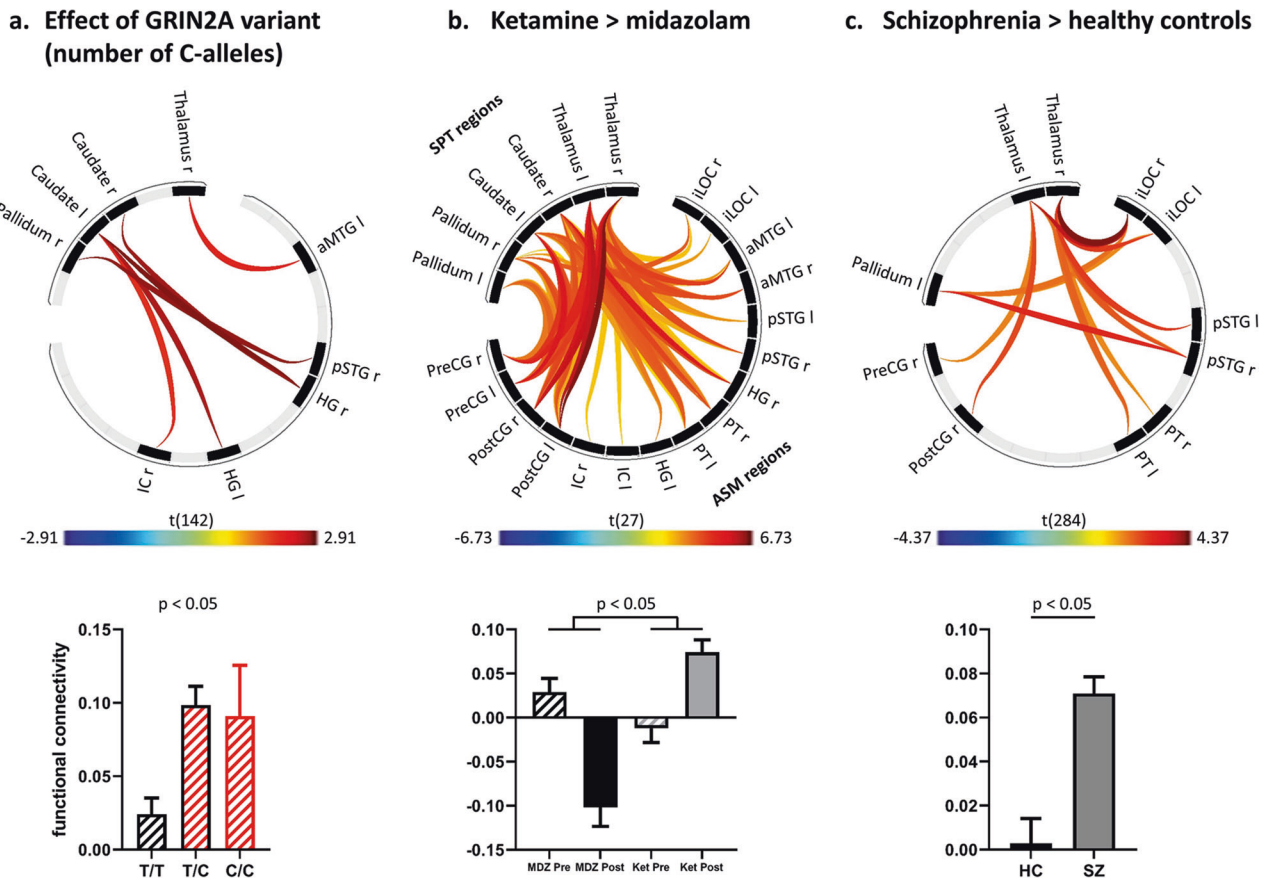 a. Effect of GRIN2A variant
(number of C-alleles)
Pallidum r
Caudate l
Caudate r
Thalamus r
aMTG l
pSTG r
HG r
HG l
IC r
t(142)
-2.91
2.91
p < 0.05
functional connectivity
0.15
0.10
0.05
0.00
T/T
T/C
C/C
b. Ketamine > midazolam
SPT regions
Pallidum l
Pallidum r
Caudate l
Caudate r
Thalamus l
Thalamus r
iLOC r
iLOC l
aMTG l
aMTG r
pSTG l
pSTG r
HG r
PT r
PT l
HG l
IC l
IC r
PostCG l
PostCG r
PreCG l
PreCG r
ASM regions
t(27)
-6.73
6.73
p < 0.05
0.10
0.05
0.00
-0.05
-0.10
-0.15
MDZ Pre
MDZ Post
Ket Pre
Ket Post
c. Schizophrenia > healthy controls
Pallidum l
Thalamus l
Thalamus r
iLOC r
iLOC l
pSTG l
pSTG r
PT r
PT l
PostCG r
PreCG r
t(284)
-4.37
4.37
p < 0.05
0.10
0.08
0.06
0.04
0.02
0.00
HC
SZ